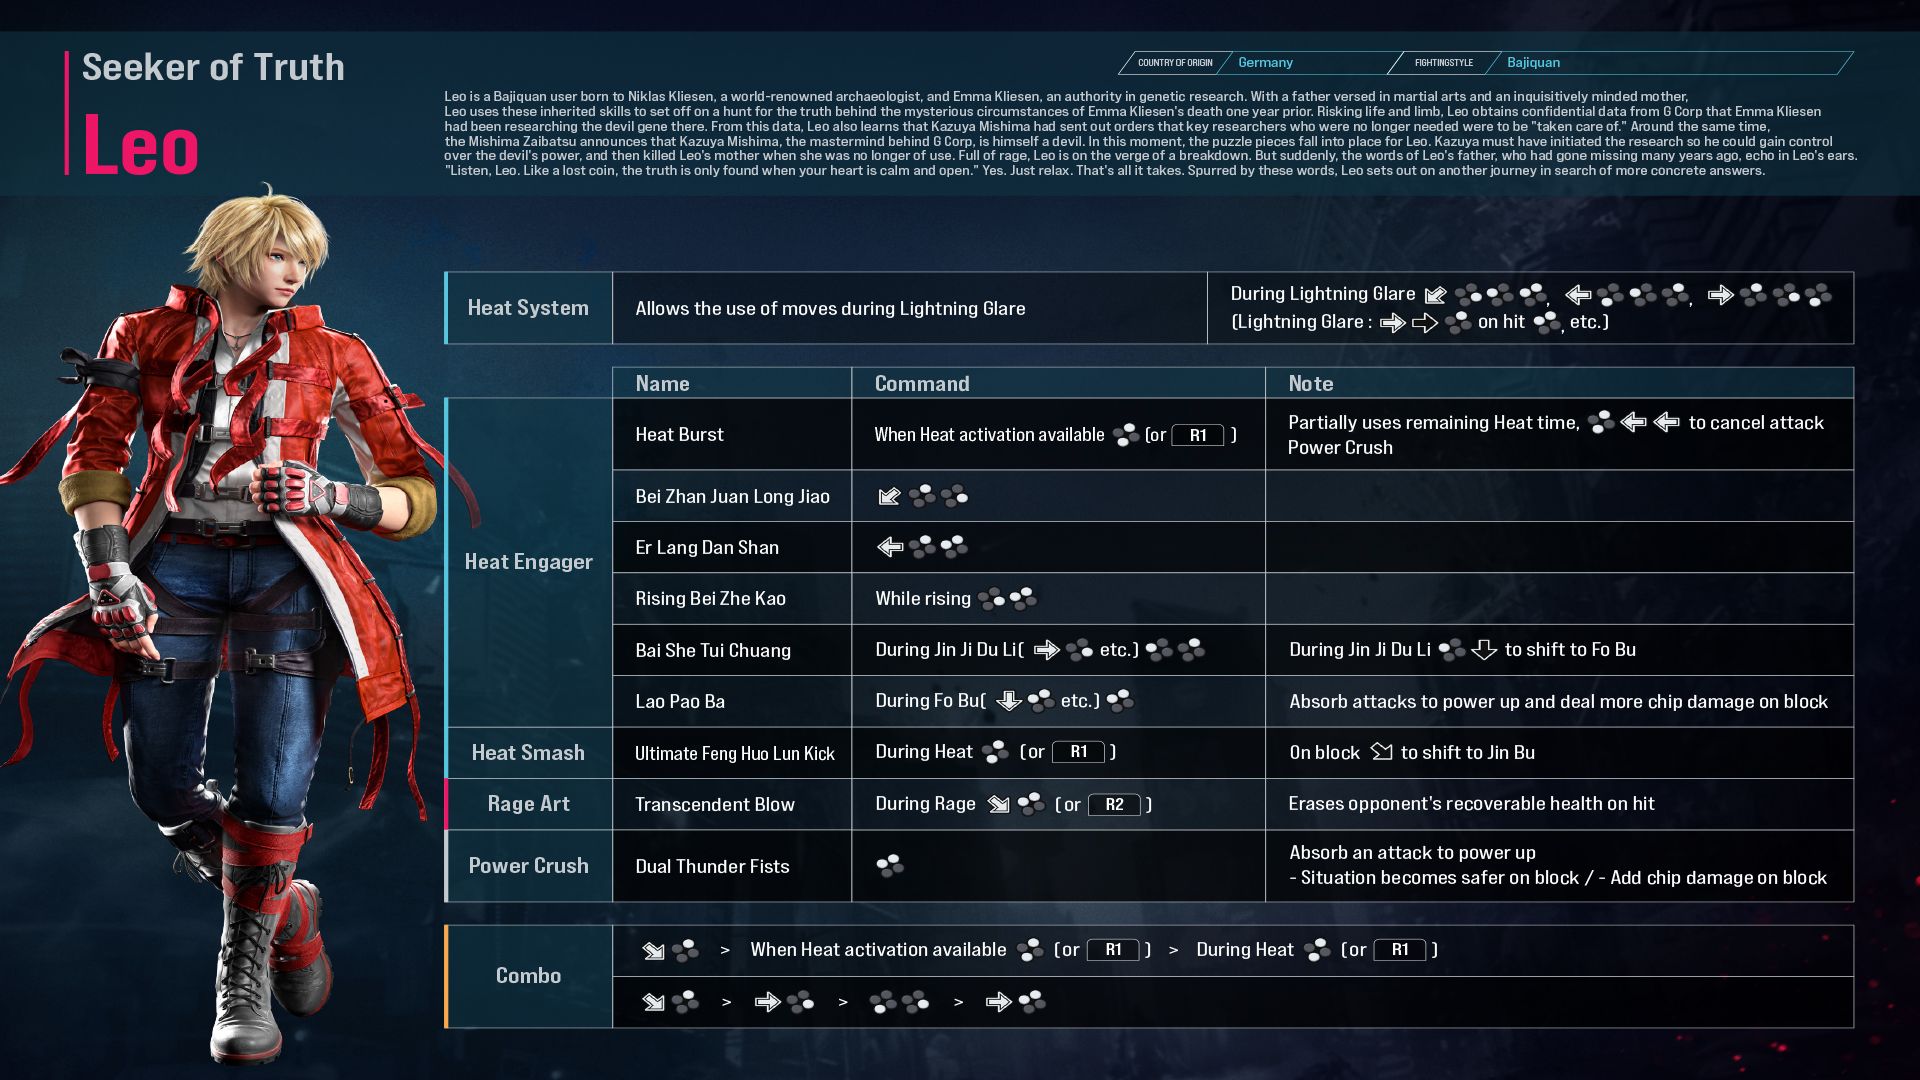 Seeker of Truth
Leo
COUNTRY OF ORIGIN Germany FIGHTINGSTYLE Bajiquan
Leo is a Bajiquan user born to Niklas Kliesen, a world-renowned archaeologist, and Emma Kliesen, an authority in genetic research. With a father versed in martial arts and an inquisitively minded mother,
Leo uses these inherited skills to set off on a hunt for the truth behind the mysterious circumstances of Emma Kliesen's death one year prior. Risking life and limb, Leo obtains confidential data from G Corp that Emma Kliesen
had been researching the devil gene there. From this data, Leo also learns that Kazuya Mishima had sent out orders that key researchers who were no longer needed were to be "taken care of." Around the same time,
the Mishima Zaibatsu announces that Kazuya Mishima, the mastermind behind G Corp, is himself a devil. In this moment, the puzzle pieces fall into place for Leo. Kazuya must have initiated the research so he could gain control
over the devil's power, and then killed Leo's mother when she was no longer of use. Full of rage, Leo is on the verge of a breakdown. But suddenly, the words of Leo's father, who had gone missing many years ago, echo in Leo's ears.
"Listen, Leo. Like a lost coin, the truth is only found when your heart is calm and open." Yes. Just relax. That's all it takes. Spurred by these words, Leo sets out on another journey in search of more concrete answers.
Heat System
Allows the use of moves during Lightning Glare
During Lightning Glare , ,
(Lightning Glare : on hit , etc.)
Name Command Note
Heat Engager
Heat Burst
When Heat activation available (or R1 )
Partially uses remaining Heat time, to cancel attack
Power Crush
Bei Zhan Juan Long Jiao
Er Lang Dan Shan
Rising Bei Zhe Kao
While rising
Bai She Tui Chuang
During Jin Ji Du Li( etc.)
During Jin Ji Du Li to shift to Fo Bu
Lao Pao Ba
During Fo Bu( etc.)
Absorb attacks to power up and deal more chip damage on block
Heat Smash
Ultimate Feng Huo Lun Kick
During Heat (or R1 )
On block to shift to Jin Bu
Rage Art
Transcendent Blow
During Rage (or R2 )
Erases opponent's recoverable health on hit
Power Crush
Dual Thunder Fists
Absorb an attack to power up
- Situation becomes safer on block / - Add chip damage on block
Combo
> When Heat activation available (or R1 ) > During Heat (or R1 )
> > >